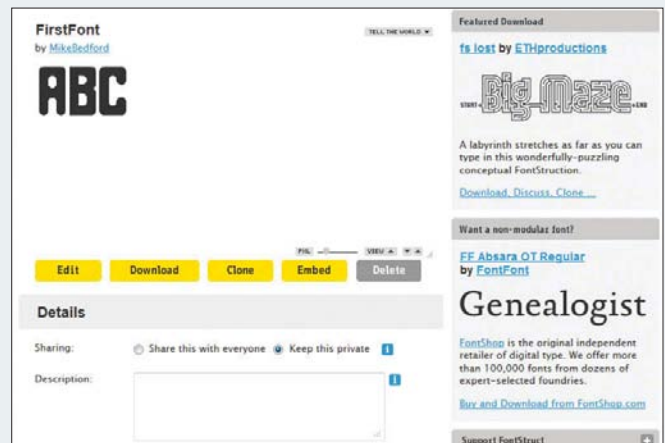 FirstFont
TELL THE WORLD
by MikeBedford
ABC
PXL
VIEW
Edit
Download
Clone
Embed
Delete
Details
Sharing:
Share this with everyone
Keep this private
Description:
Featured Download
fs lost by ETHproductions
START
Big Maze
END
A labyrinth stretches as far as you can
type in this wonderfully-puzzling
conceptual FontStruction.
Download, Discuss, Clone ...
Want a non-modular font?
FF Absara OT Regular
by FontFont
Genealogist
FontShop is the original independent
retailer of digital type. We offer more
than 100,000 fonts from dozens of
expert-selected foundries.
Buy and Download from FontShop.com
Support FontStruct